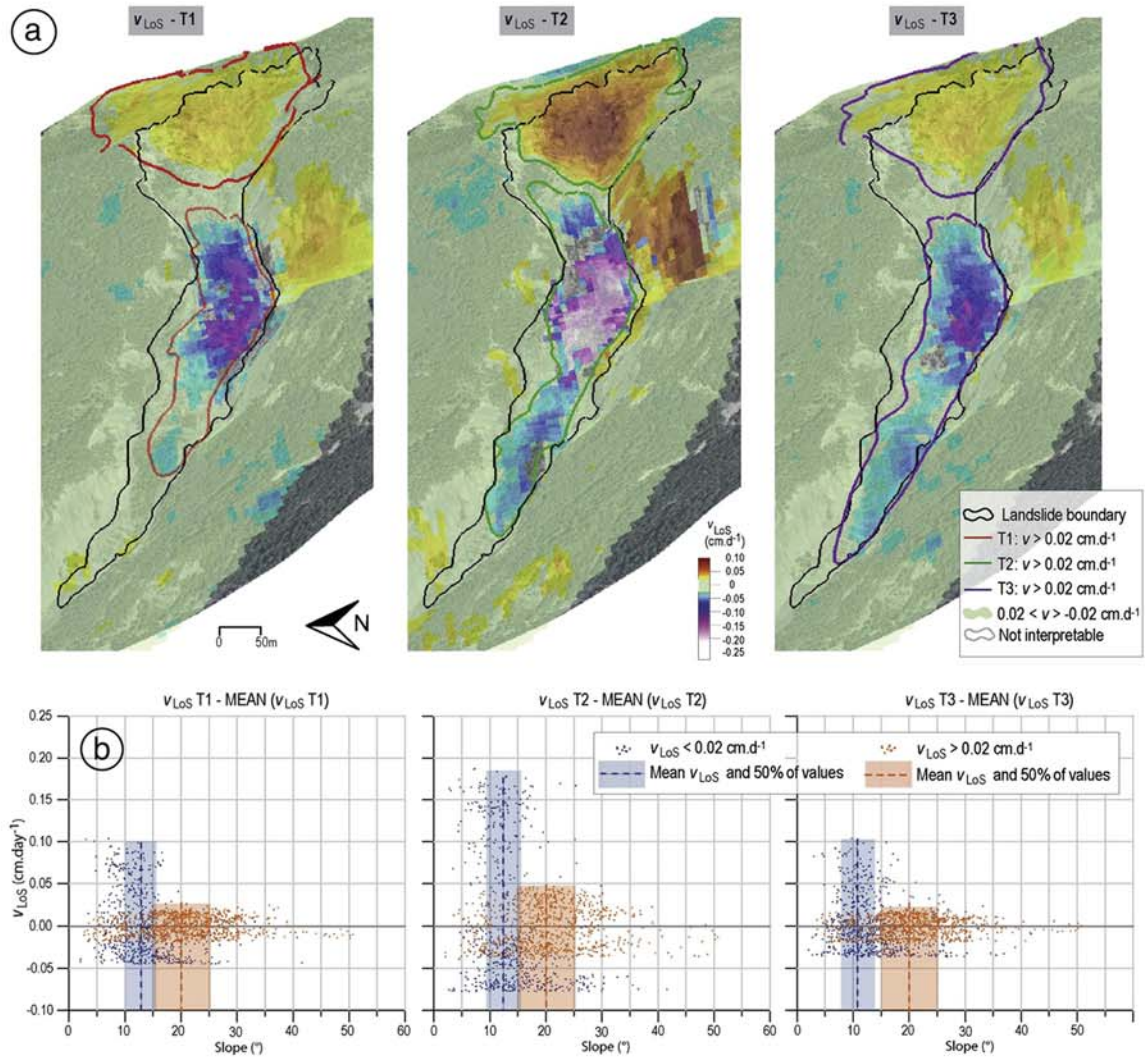 a
vLoS - T1
vLoS - T2
vLoS - T3
0 50m
N
vLoS
(cm.d-1)
0.10
0.05
0
-0.05
-0.10
-0.15
-0.20
-0.25
Landslide boundary
T1: v > 0.02 cm.d-1
T2: v > 0.02 cm.d-1
T3: v > 0.02 cm.d-1
0.02 < v > -0.02 cm.d-1
Not interpretable
b
vLoS T1 - MEAN (vLoS T1)
vLoS T2 - MEAN (vLoS T2)
vLoS T3 - MEAN (vLoS T3)
vLoS < 0.02 cm.d-1
vLoS > 0.02 cm.d-1
Mean vLoS and 50% of values
Mean vLoS and 50% of values
vLoS (cm.day-1)
0.25
0.20
0.15
0.10
0.05
0.00
-0.05
-0.10
0 10 20 30 40 50 60
0 10 20 30 40 50 60
0 10 20 30 40 50 60
Slope (°)
Slope (°)
Slope (°)